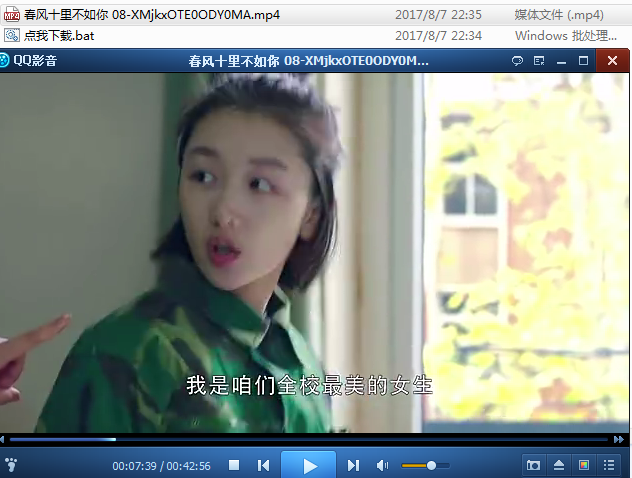 春风十里不如你 08-XMjkxOTE0ODY0MA.mp4 2017/8/7 22:35 媒体文件 (.mp4)
点我下载.bat 2017/8/7 22:34 Windows 批处理...
QQ影音 春风十里不如你 08-XMjkxOTE0ODY0M...
我是咱们全校最美的女生
00:07:39 / 00:42:56